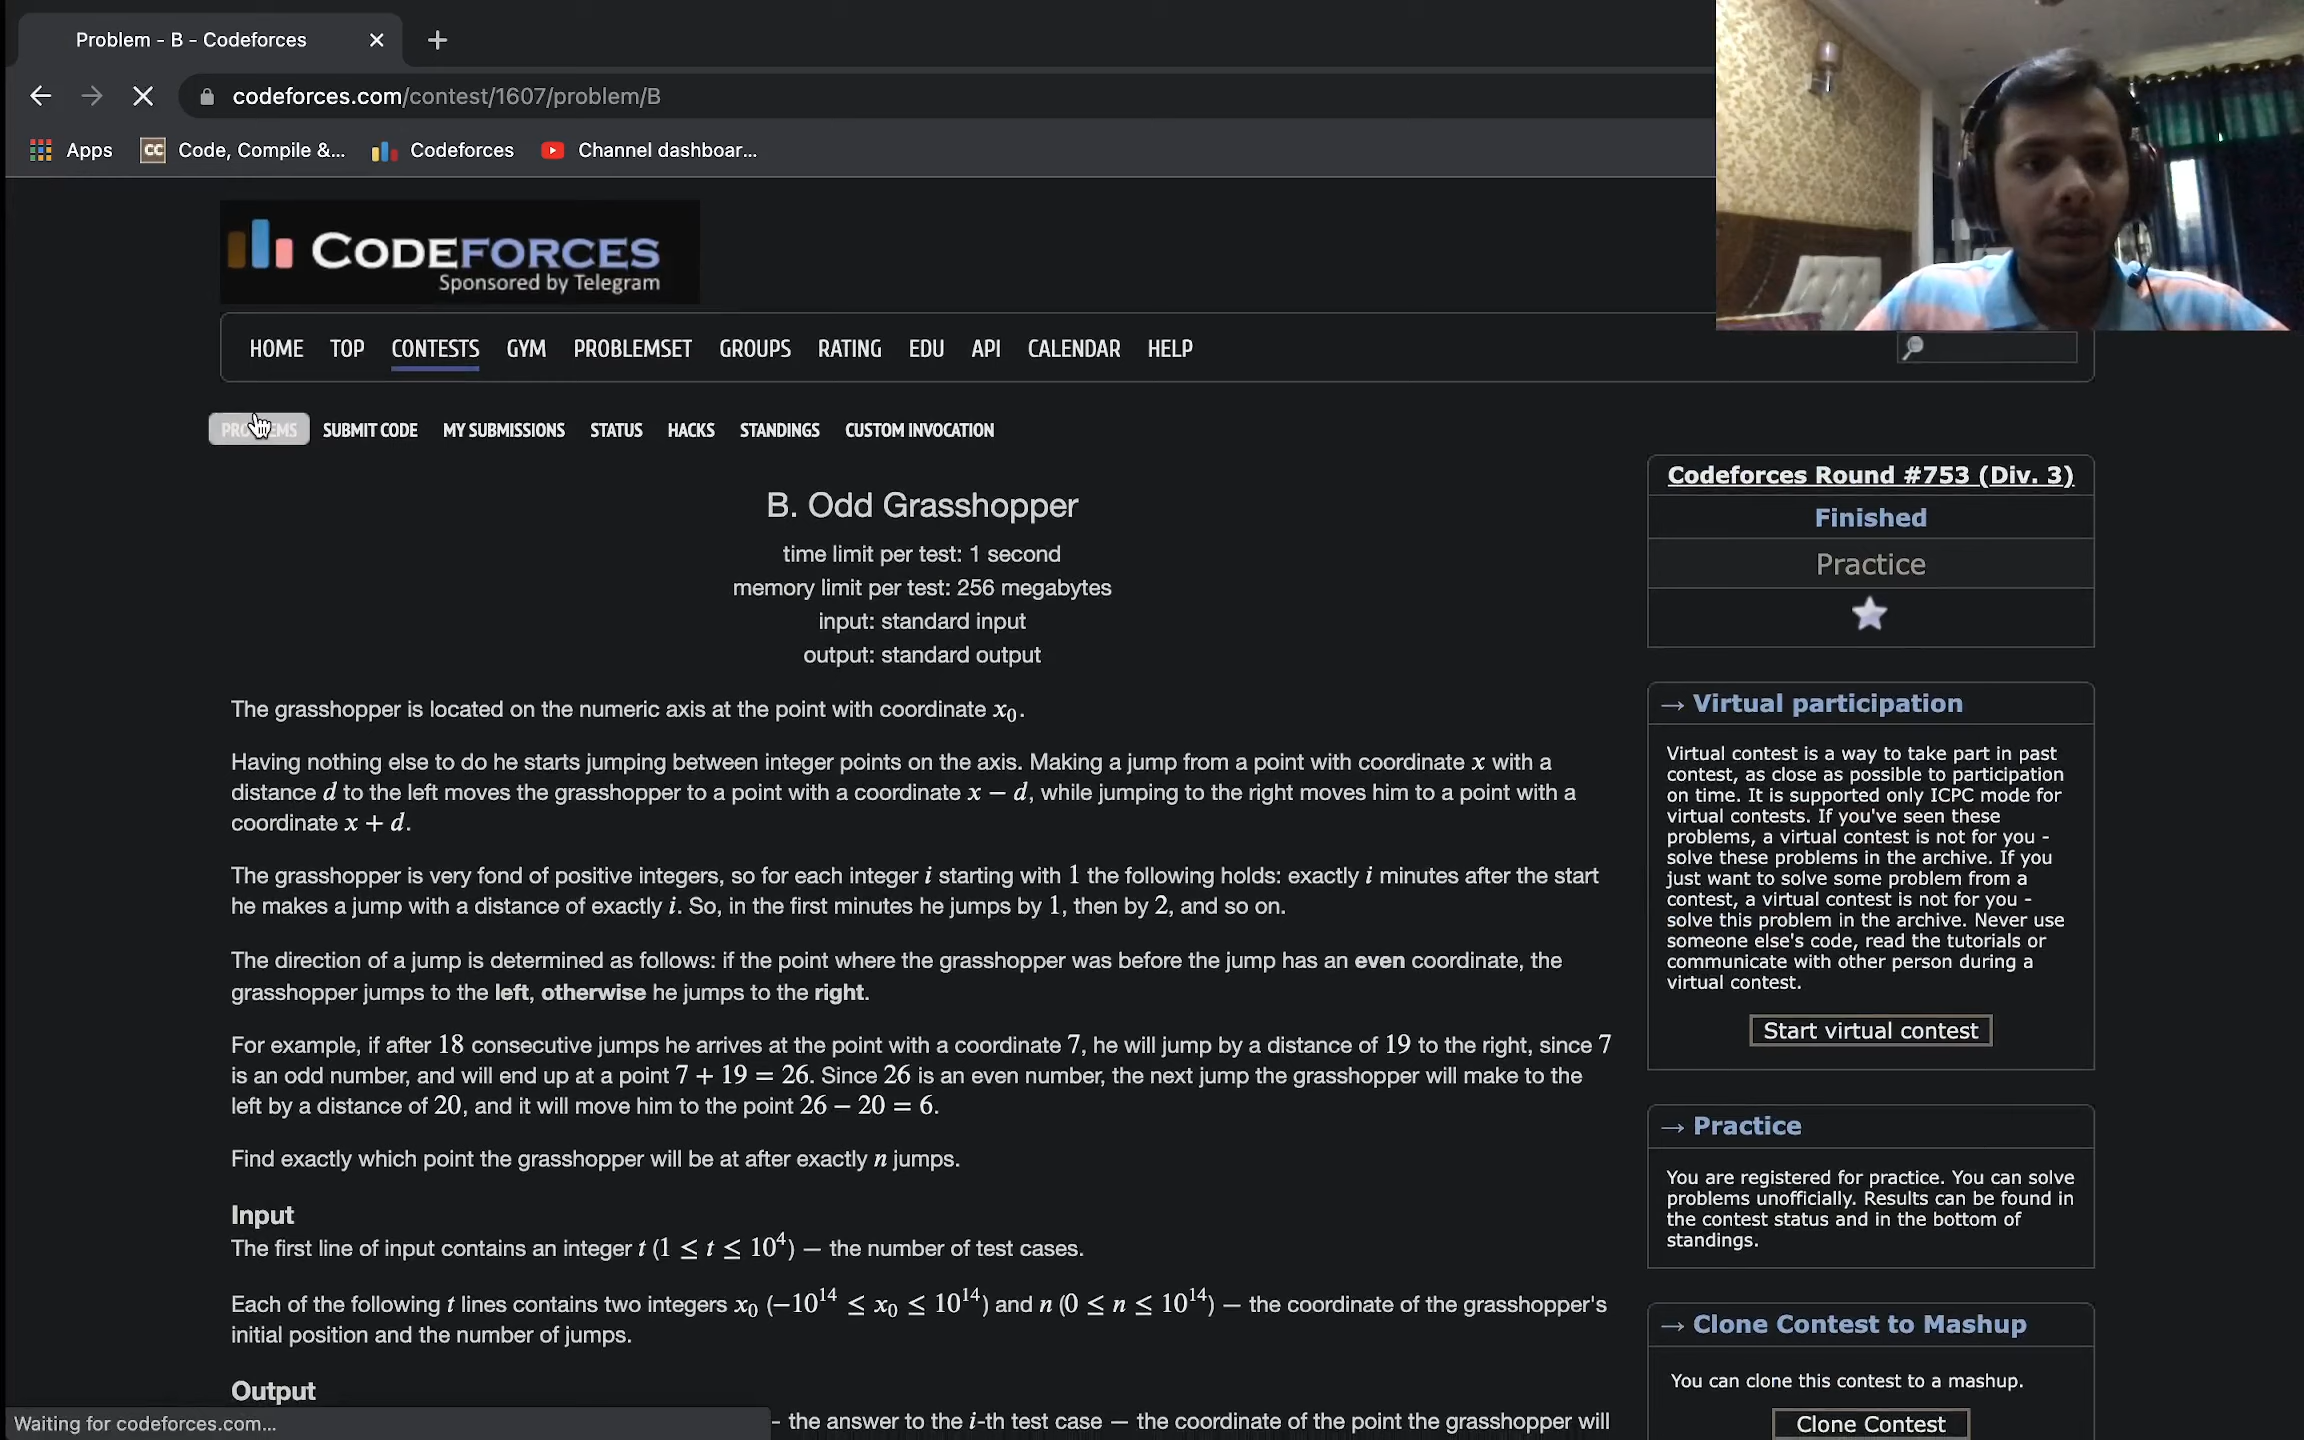 Problem - B - Codeforces
codeforces.com/contest/1607/problem/B
Apps
CC
Code, Compile &...
Codeforces
Channel dashboar...
CODEFORCES
Sponsored by Telegram
HOME TOP CONTESTS GYM PROBLEMSET GROUPS RATING EDU API CALENDAR HELP
PROBLEMS SUBMIT CODE MY SUBMISSIONS STATUS HACKS STANDINGS CUSTOM INVOCATION
B. Odd Grasshopper
time limit per test: 1 second
memory limit per test: 256 megabytes
input: standard input
output: standard output
The grasshopper is located on the numeric axis at the point with coordinate x₀.
Having nothing else to do he starts jumping between integer points on the axis. Making a jump from a point with coordinate x with a
distance d to the left moves the grasshopper to a point with a coordinate x − d, while jumping to the right moves him to a point with a
coordinate x + d.
The grasshopper is very fond of positive integers, so for each integer i starting with 1 the following holds: exactly i minutes after the start
he makes a jump with a distance of exactly i. So, in the first minutes he jumps by 1, then by 2, and so on.
The direction of a jump is determined as follows: if the point where the grasshopper was before the jump has an even coordinate, the
grasshopper jumps to the left, otherwise he jumps to the right.
For example, if after 18 consecutive jumps he arrives at the point with a coordinate 7, he will jump by a distance of 19 to the right, since 7
is an odd number, and will end up at a point 7 + 19 = 26. Since 26 is an even number, the next jump the grasshopper will make to the
left by a distance of 20, and it will move him to the point 26 − 20 = 6.
Find exactly which point the grasshopper will be at after exactly n jumps.
Input
The first line of input contains an integer t (1 ≤ t ≤ 10⁴) — the number of test cases.
Each of the following t lines contains two integers x₀ (−10¹⁴ ≤ x₀ ≤ 10¹⁴) and n (0 ≤ n ≤ 10¹⁴) — the coordinate of the grasshopper's
initial position and the number of jumps.
Output
- the answer to the i-th test case — the coordinate of the point the grasshopper will
Waiting for codeforces.com...
Codeforces Round #753 (Div. 3)
Finished
Practice
→ Virtual participation
Virtual contest is a way to take part in past
contest, as close as possible to participation
on time. It is supported only ICPC mode for
virtual contests. If you've seen these
problems, a virtual contest is not for you -
solve these problems in the archive. If you
just want to solve some problem from a
contest, a virtual contest is not for you -
solve this problem in the archive. Never use
someone else's code, read the tutorials or
communicate with other person during a
virtual contest.
Start virtual contest
→ Practice
You are registered for practice. You can solve
problems unofficially. Results can be found in
the contest status and in the bottom of
standings.
→ Clone Contest to Mashup
You can clone this contest to a mashup.
Clone Contest